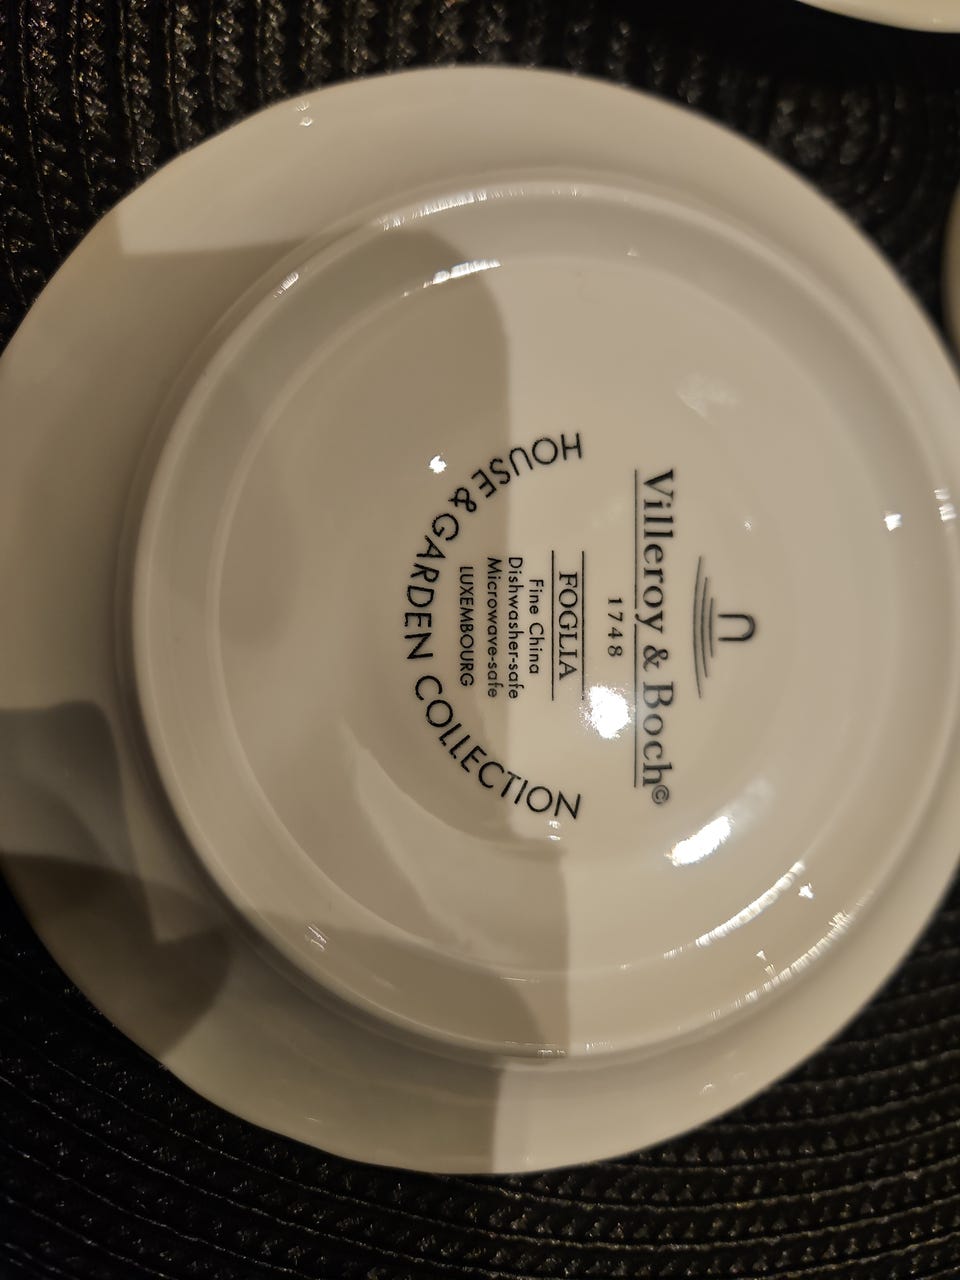 Villeroy & Boch©
1748
FOGLIA
Fine China
Dishwasher-safe
Microwave-safe
LUXEMBOURG
HOUSE & GARDEN COLLECTION